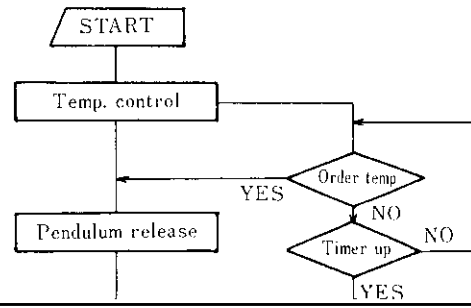 START
Temp. control
Order temp
YES
NO
Pendulum release
Timer up
NO
YES